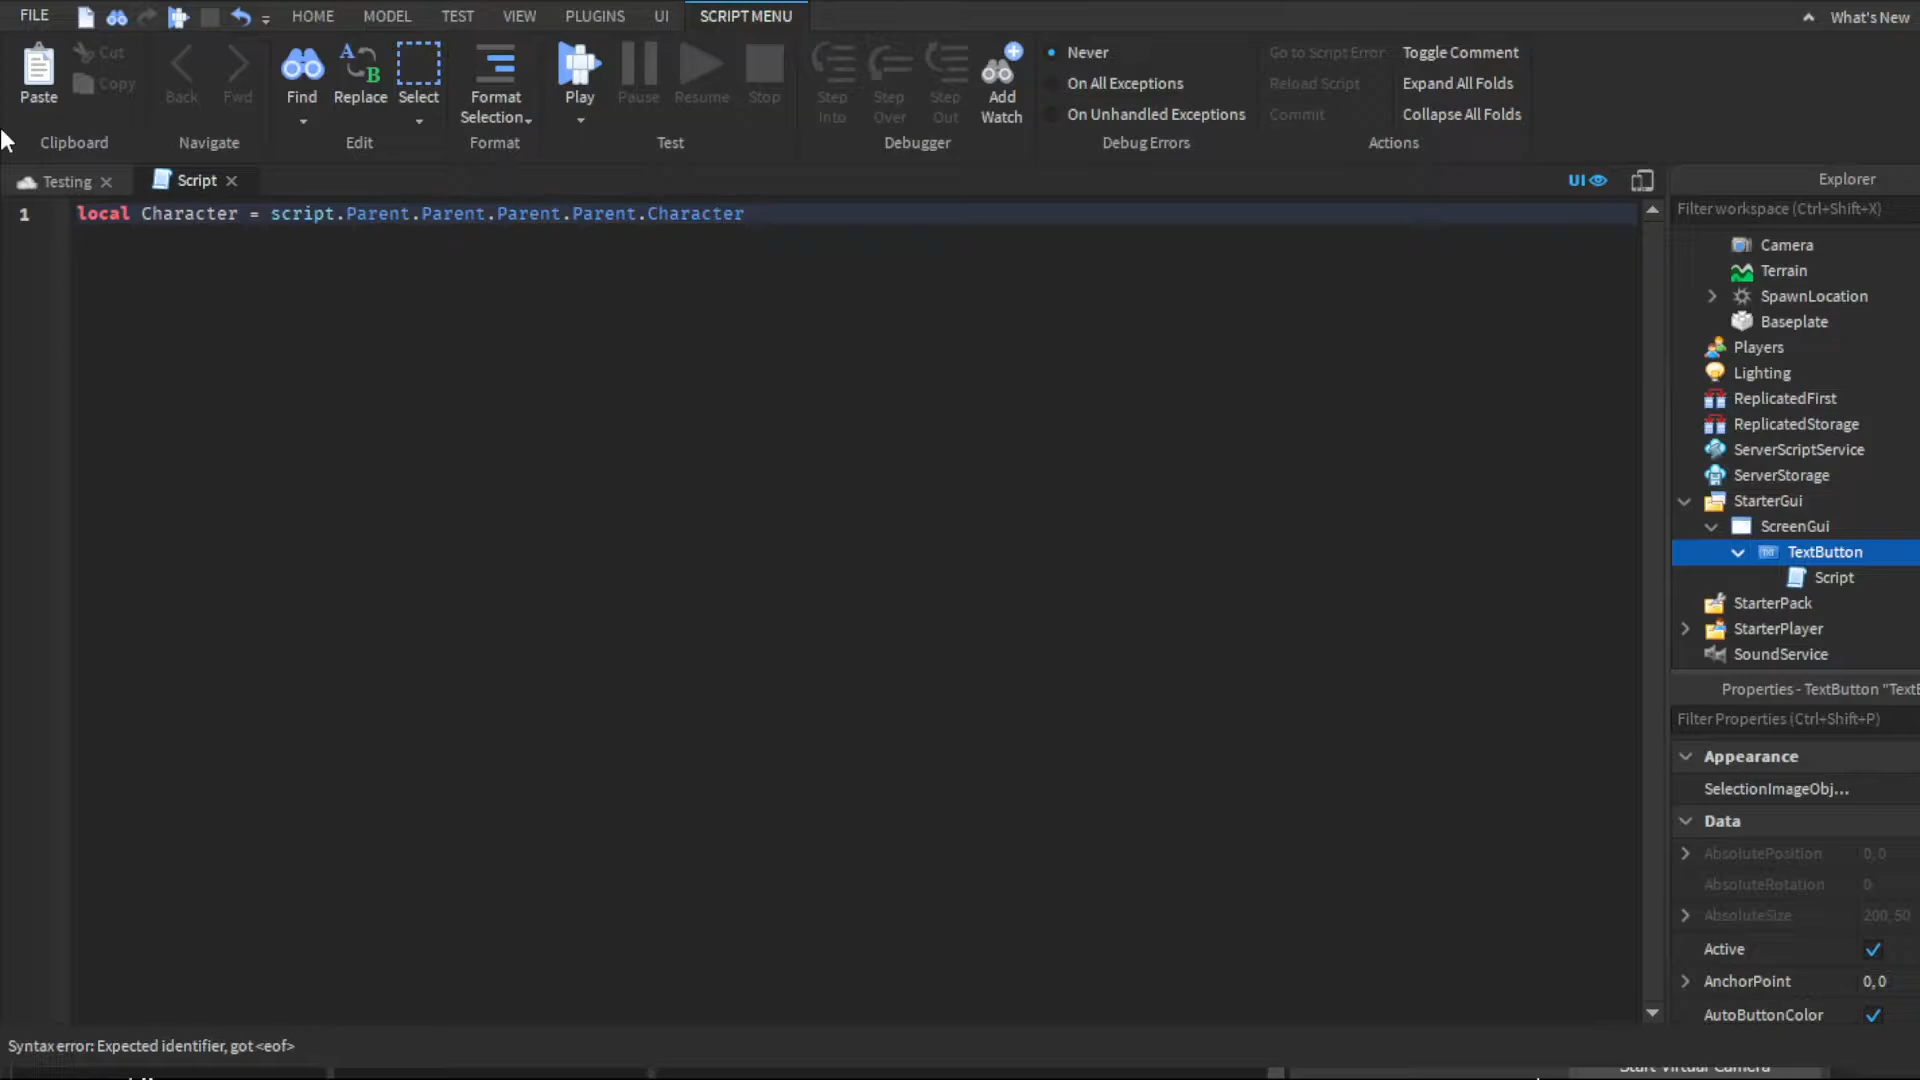 FILE
HOME MODEL TEST VIEW PLUGINS UI SCRIPT MENU
What's New
Paste Cut Copy
Clipboard
Back Fwd
Navigate
Find Replace Select
Edit
Format Selection
Format
Play Pause Resume Stop
Test
Step Into Step Over Step Out Add Watch
Debugger
Never
On All Exceptions
On Unhandled Exceptions
Debug Errors
Go to Script Error
Reload Script
Commit
Toggle Comment
Expand All Folds
Collapse All Folds
Actions
Testing Script
UI
1 local Character = script.Parent.Parent.Parent.Parent.Character
Explorer
Filter workspace (Ctrl+Shift+X)
Camera
Terrain
SpawnLocation
Baseplate
Players
Lighting
ReplicatedFirst
ReplicatedStorage
ServerScriptService
ServerStorage
StarterGui
ScreenGui
TextButton
Script
StarterPack
StarterPlayer
SoundService
Properties - TextButton "TextB
Filter Properties (Ctrl+Shift+P)
Appearance
SelectionImageObj...
Data
AbsolutePosition 0, 0
AbsoluteRotation 0
AbsoluteSize 200, 50
Active
AnchorPoint 0, 0
AutoButtonColor
Syntax error: Expected identifier, got <eof>
Start Virtual Camera